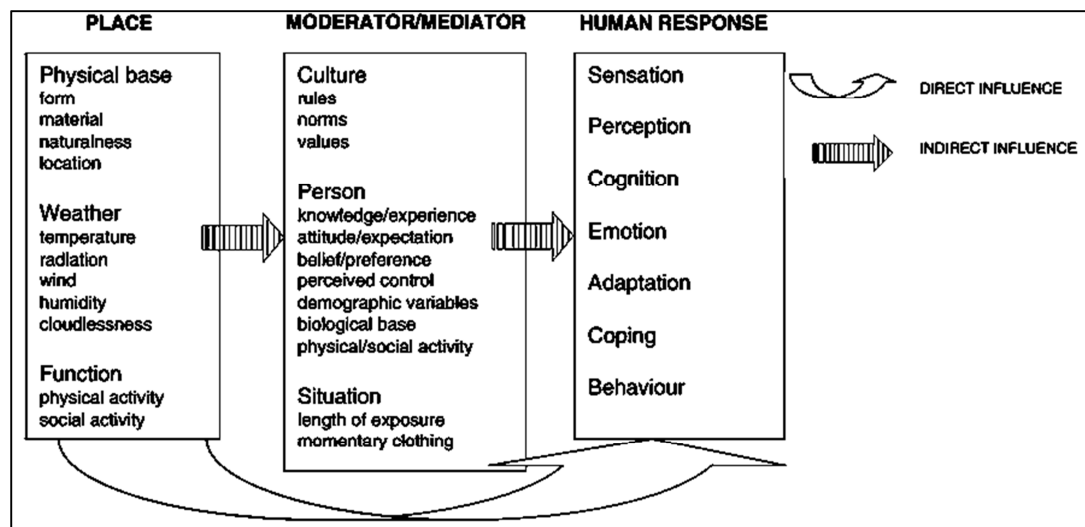 PLACE
Physical base
form
material
naturalness
location
Weather
temperature
radiation
wind
humidity
cloudlessness
Function
physical activity
social activity
MODERATOR/MEDIATOR
Culture
rules
norms
values
Person
knowledge/experience
attitude/expectation
belief/preference
perceived control
demographic variables
biological base
physical/social activity
Situation
length of exposure
momentary clothing
HUMAN RESPONSE
Sensation
Perception
Cognition
Emotion
Adaptation
Coping
Behaviour
DIRECT INFLUENCE
INDIRECT INFLUENCE